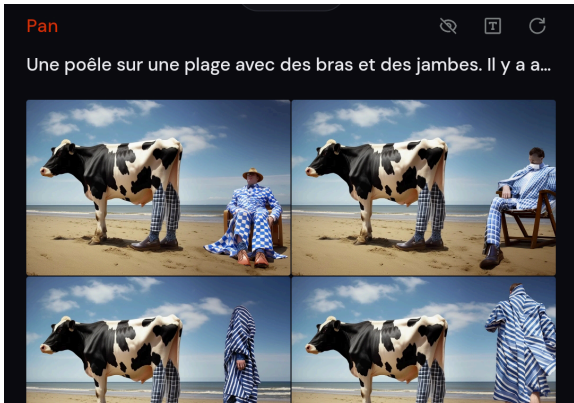 Pan
Une poêle sur une plage avec des bras et des jambes. Il y a a...